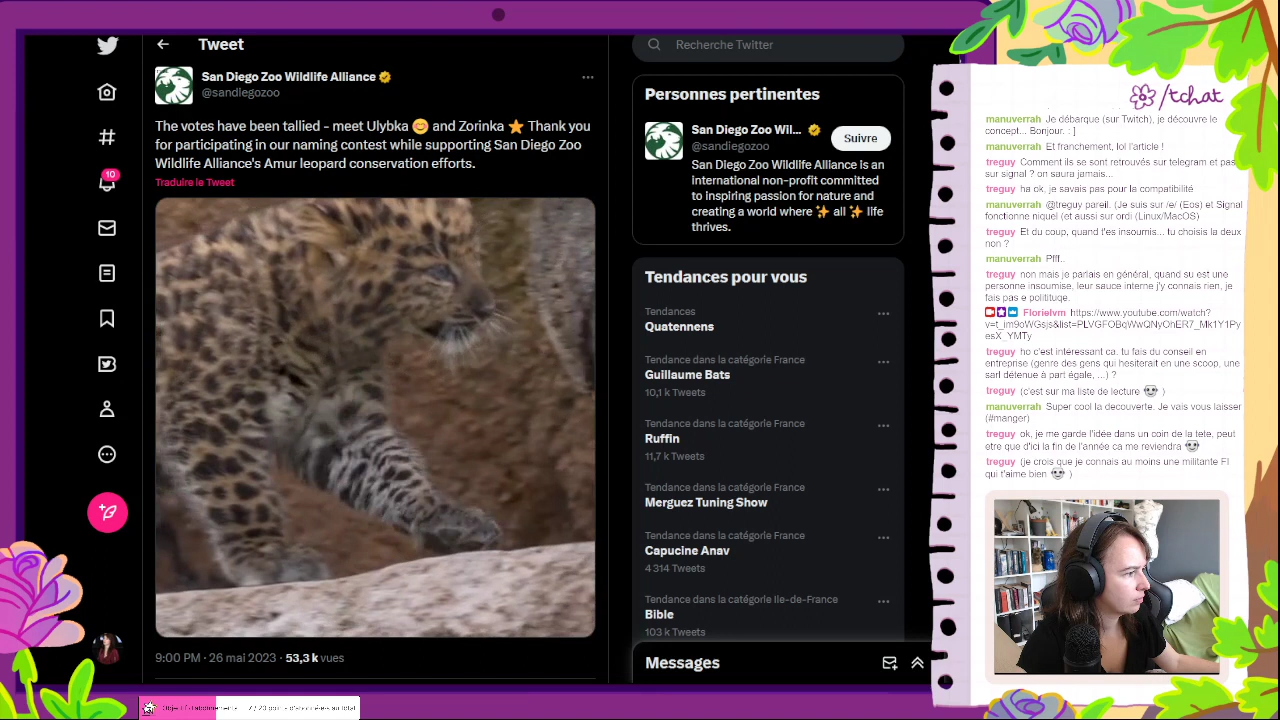 Tweet
San Diego Zoo Wildlife Alliance
@sandiegozoo
The votes have been tallied - meet Ulybka 😊 and Zorinka ⭐ Thank you
for participating in our naming contest while supporting San Diego Zoo
Wildlife Alliance's Amur leopard conservation efforts.
Traduire le Tweet
9:00 PM · 26 mai 2023 · 53,3 k vues
10
Recherche Twitter
Personnes pertinentes
San Diego Zoo Wil...
@sandiegozoo
Suivre
San Diego Zoo Wildlife Alliance is an
international non-profit committed
to inspiring passion for nature and
creating a world where ✨ all ✨ life
thrives.
Tendances pour vous
Tendances
Quatennens
Tendance dans la catégorie France
Guillaume Bats
10,1 k Tweets
Tendance dans la catégorie France
Ruffin
11,7 k Tweets
Tendance dans la catégorie France
Merguez Tuning Show
Tendance dans la catégorie France
Capucine Anav
4 314 Tweets
Tendance dans la catégorie Ile-de-France
Bible
103 k Tweets
Messages
/tchat
manuverrah Je débarque (sur Twitch), je découvre le
concept... Bonjour. : ]
manuverrah Et franchement, lol l'article !
treguy Comment ils se sont retrouvés sur telegram et pas
sur signal ? on saura jamais...
treguy ha ok, je savais pas pour la compatibilité
manuverrah @treguy pareil. (Je suis sur /e/ (Eos) et Signal
fonctionne niquel (et aussi sur ordi (Linux/MacOS)
treguy Et du coup, quand t'es insoumis... tu choisis la deux
non ?
manuverrah Pfff..
treguy non mais je parlais en général, quand su est une
personne insoumise, leur sauce interne j'y connais rien, je
fais pas e politituqe.
Florielvm https://www.youtube.com/watch?
treguy ho c'est intéressant ca. tu fais du conseil en
entreprise (genre des gens qui hesiteraient en une scoop, une
sarl détenue à part égale, ...) ?
treguy (c'est sur ma liste de lecture )
manuverrah Super cool la decouverte. Je vais vous laisser
(#manger)
treguy ok, je me garde l'idée dans un coin de la tete, peut
etre que d'ici la fin de l'année ca me reviendra
treguy (je crois que je connais au moins une militante FI
qui t'aime bien )